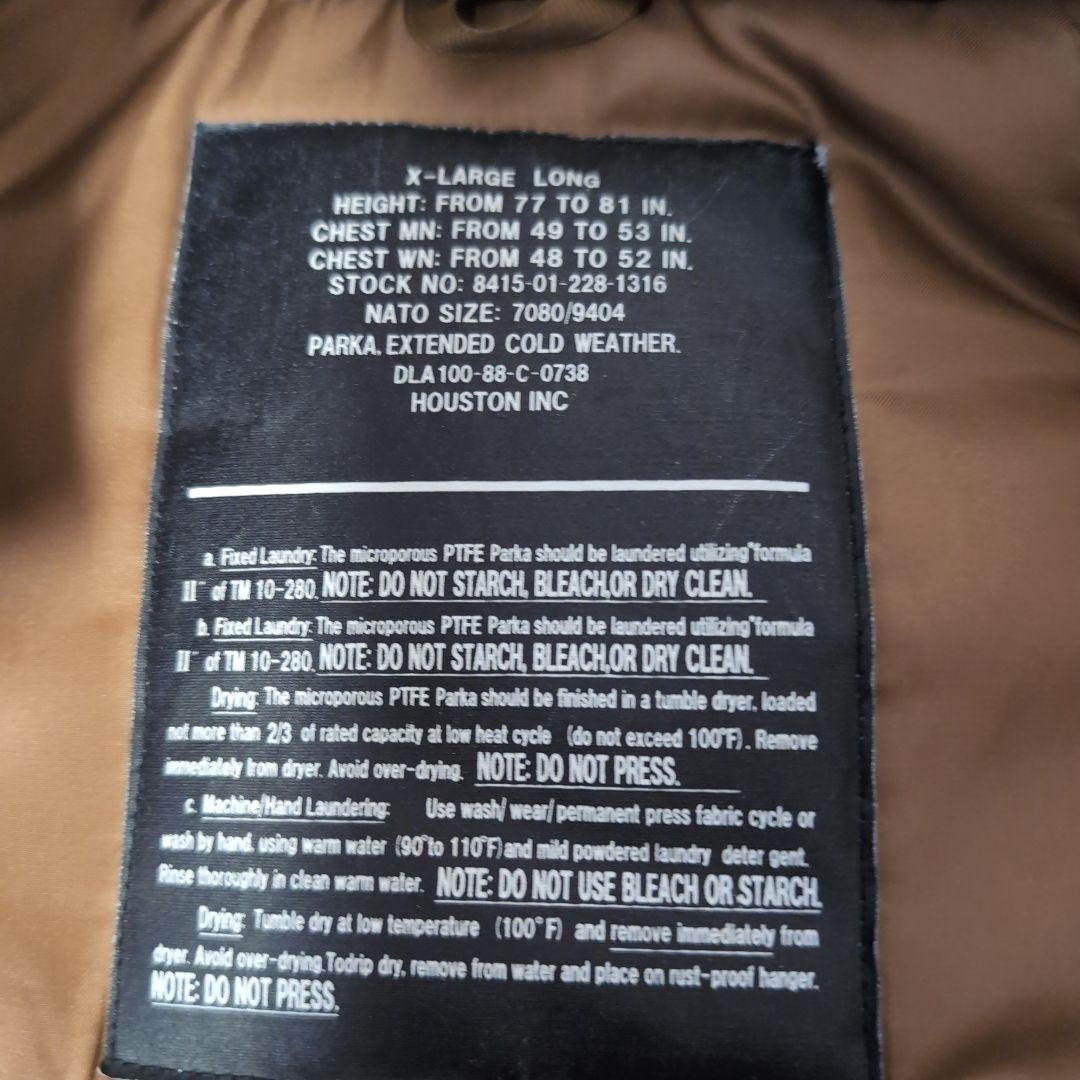 X-LARGE LONG
HEIGHT: FROM 77 TO 81 IN.
CHEST MN: FROM 49 TO 53 IN.
CHEST WN: FROM 48 TO 52 IN.
STOCK NO: 8415-01-228-1316
NATO SIZE: 7080/9404
PARKA. EXTENDED COLD WEATHER.
DLA100-88-C-0738
HOUSTON INC
a. Fixed Laundry: The microporous PTFE Parka should be laundered utilizing"formula
II" of TM 10-280. NOTE: DO NOT STARCH, BLEACH,OR DRY CLEAN.
b. Fixed Laundry: The microporous PTFE Parka should be laundered utilizing"formula
II" of TM 10-280. NOTE: DO NOT STARCH, BLEACH,OR DRY CLEAN.
Drying: The microporous PTFE Parka should be finished in a tumble dryer, loaded
not more than 2/3 of rated capacity at low heat cycle (do not exceed 100°F). Remove
immediately from dryer. Avoid over-drying. NOTE: DO NOT PRESS.
c. Machine/Hand Laundering: Use wash/ wear/ permanent press fabric cycle or
wash by hand, using warm water (90°to 110°F)and mild powdered laundry deter gent.
Rinse thoroughly in clean warm water. NOTE: DO NOT USE BLEACH OR STARCH.
Drying: Tumble dry at low temperature (100°F) and remove immediately from
dryer. Avoid over-drying.Todrip dry, remove from water and place on rust-proof hanger.
NOTE: DO NOT PRESS.